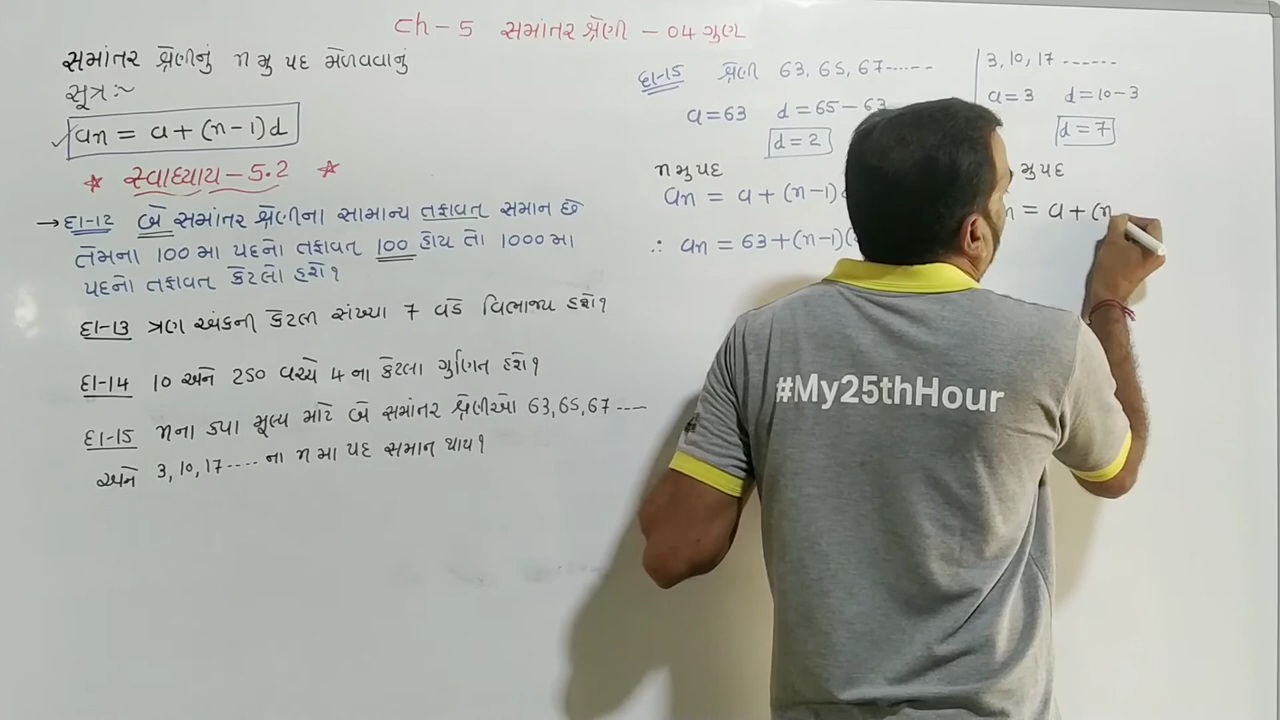 Ch-5 સમાંતર શ્રેણી - 04 ગુણ
સમાંતર શ્રેણીનું n મુ પદ મેળવવાનું
સૂત્ર :~
an = a + (n-1)d
★ સ્વાધ્યાય-5.2 ★
→ દા-12 બે સમાંતર શ્રેણીના સામાન્ય તફાવત સમાન છે
તેમના 100 મા પદનો તફાવત 100 હોય તો 1000 મા
પદનો તફાવત કેટલો હશે?
દા-13 ત્રણ અંકની કેટલી સંખ્યા 7 વડે વિભાજ્ય હશે?
દા-14 10 અને 250 વચ્ચે 4 ના કેટલા ગુણિત હશે?
દા-15 nના કયા મૂલ્ય માટે બે સમાંતર શ્રેણીઓ 63, 65, 67 ----
અને 3, 10, 17 ---- ના n મા પદ સમાન થાય?
દા-15 શ્રેણી 63, 65, 67 ------
a = 63 d = 65 - 63
d = 2
n મુ પદ
an = a + (n-1)
∴ an = 63 + (n-1)(
3, 10, 17 ------
a = 3 d = 10-3
d = 7
મુ પદ
n = a + (n
#My25thHour